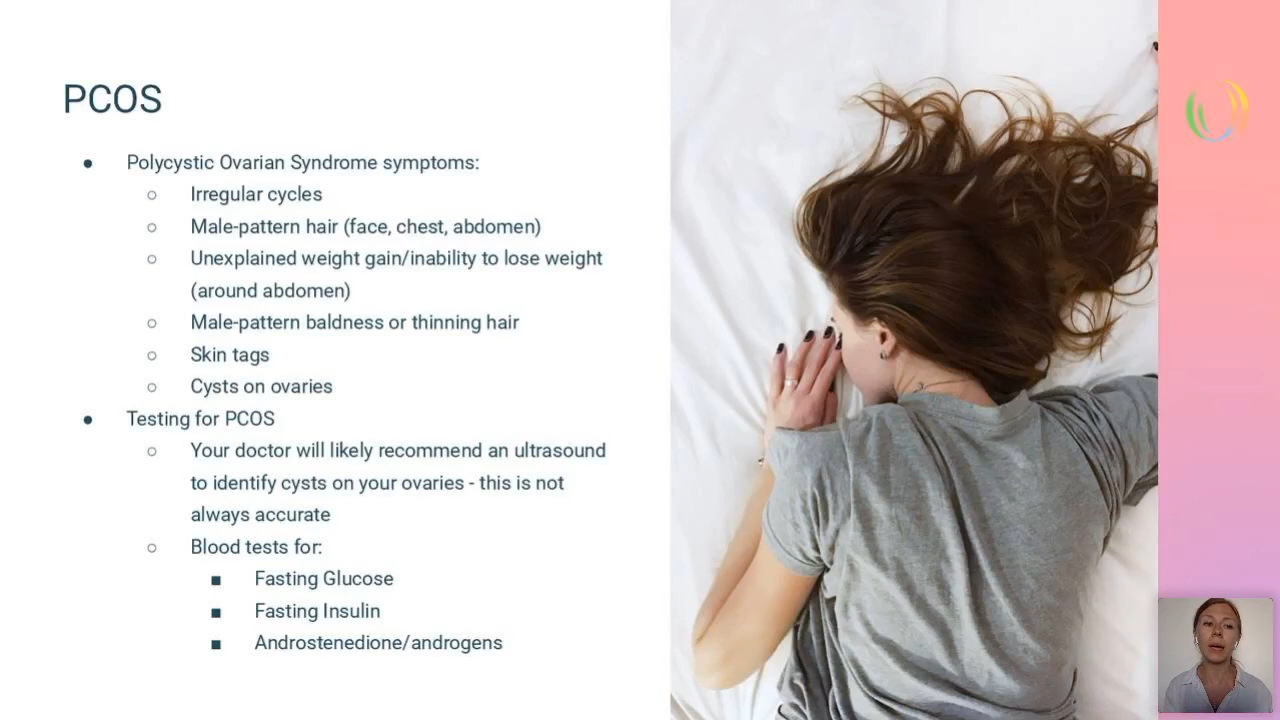 PCOS
● Polycystic Ovarian Syndrome symptoms:
○ Irregular cycles
○ Male-pattern hair (face, chest, abdomen)
○ Unexplained weight gain/inability to lose weight
(around abdomen)
○ Male-pattern baldness or thinning hair
○ Skin tags
○ Cysts on ovaries
● Testing for PCOS
○ Your doctor will likely recommend an ultrasound
to identify cysts on your ovaries - this is not
always accurate
○ Blood tests for:
■ Fasting Glucose
■ Fasting Insulin
■ Androstenedione/androgens